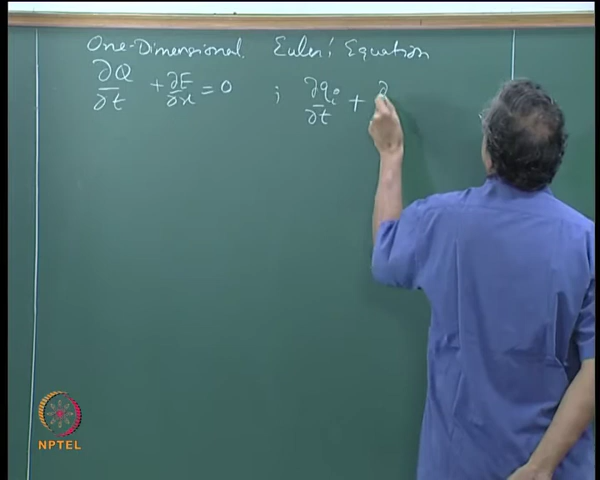 One-Dimensional Euler's Equation
∂Q/∂t + ∂E/∂x = 0 ; ∂q_i/∂t + ∂
NPTEL